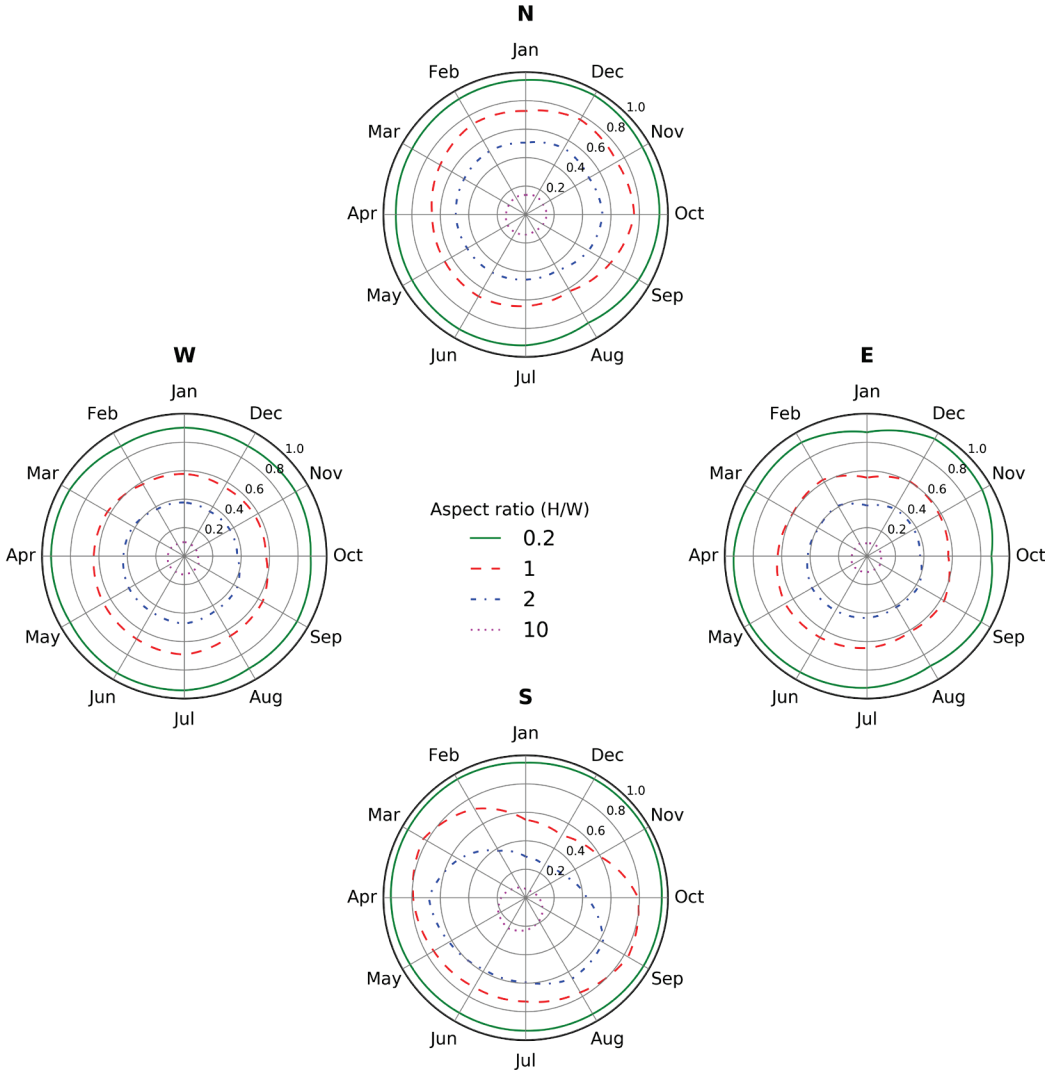 N
Jan
Feb
Dec
1.0
Mar
0.8
Nov
0.6
0.4
0.2
Apr
Oct
May
Sep
Jun
Aug
Jul
W
Jan
Feb
Dec
1.0
Mar
0.8
Nov
0.6
0.4
0.2
Apr
Oct
May
Sep
Jun
Aug
Jul
E
Jan
Feb
Dec
1.0
Mar
0.8
Nov
0.6
0.4
0.2
Apr
Oct
May
Sep
Jun
Aug
Jul
Aspect ratio (H/W)
0.2
1
2
10
S
Jan
Feb
Dec
1.0
Mar
0.8
Nov
0.6
0.4
0.2
Apr
Oct
May
Sep
Jun
Aug
Jul